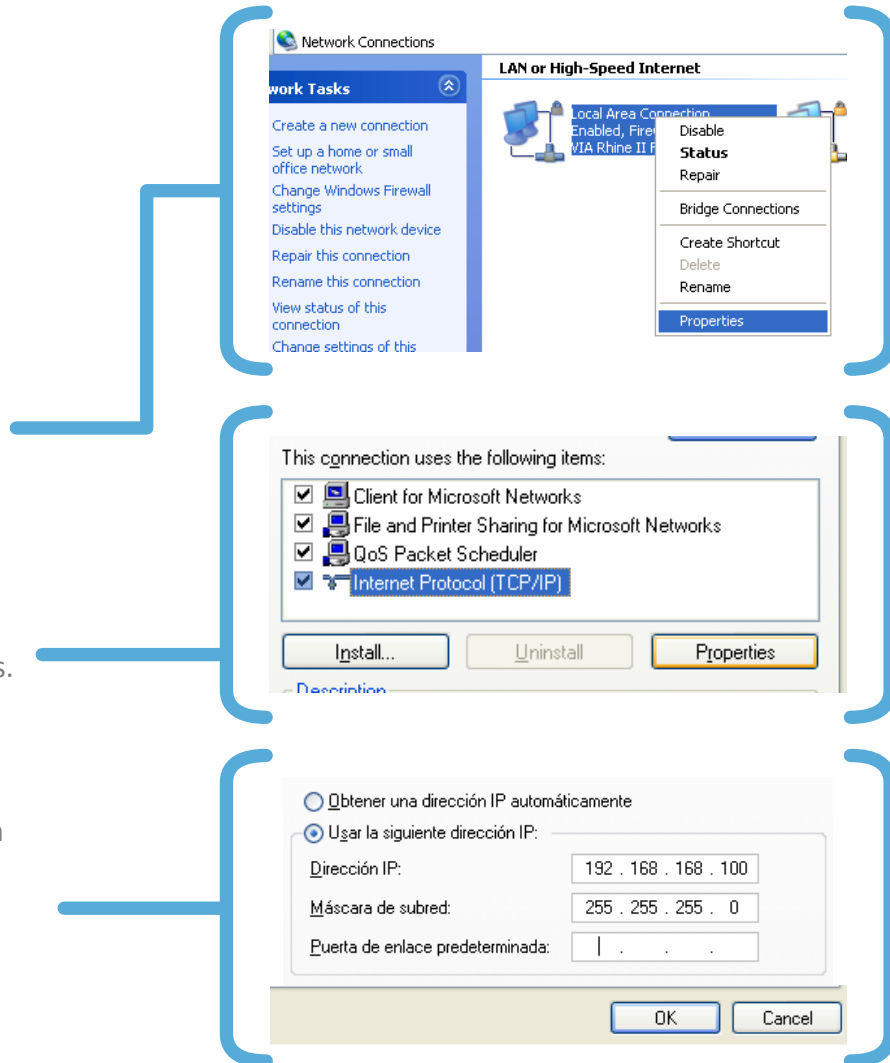 Network Connections
LAN or High-Speed Internet
work Tasks
Create a new connection
Set up a home or small
office network
Change Windows Firewall
settings
Disable this network device
Repair this connection
Rename this connection
View status of this
connection
Change settings of this
Local Area Connection
Enabled, Fire
VIA Rhine II F
Disable
Status
Repair
Bridge Connections
Create Shortcut
Delete
Rename
Properties
This connection uses the following items:
Client for Microsoft Networks
File and Printer Sharing for Microsoft Networks
QoS Packet Scheduler
Internet Protocol (TCP/IP)
Install...
Uninstall
Properties
Description
s.
Obtener una dirección IP automáticamente
Usar la siguiente dirección IP:
Dirección IP: 192 . 168 . 168 . 100
Máscara de subred: 255 . 255 . 255 . 0
Puerta de enlace predeterminada: . . .
OK Cancel